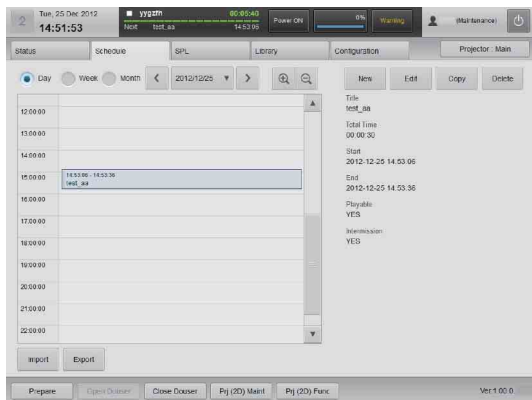 2
Tue, 25 Dec 2012
14:51:53
yygzfh 00:05:40
Next test_aa 14:53:06
Power ON
0%
Warning
(Maintenance)
Status
Schedule
SPL
Library
Configuration
Projector : Main
Day
Week
Month
<
2012/12/25
>
New
Edit
Copy
Delete
12:00:00
13:00:00
14:00:00
15:00:00
16:00:00
17:00:00
18:00:00
19:00:00
20:00:00
21:00:00
22:00:00
14:53:06 - 14:53:36
test_aa
Title
test_aa
Total Time
00:00:30
Start
2012-12-25 14:53:06
End
2012-12-25 14:53:36
Playable
YES
Intermission
YES
Import
Export
Prepare
Open Douser
Close Douser
Prj (2D) Maint
Prj (2D) Func
Ver.1.00.0